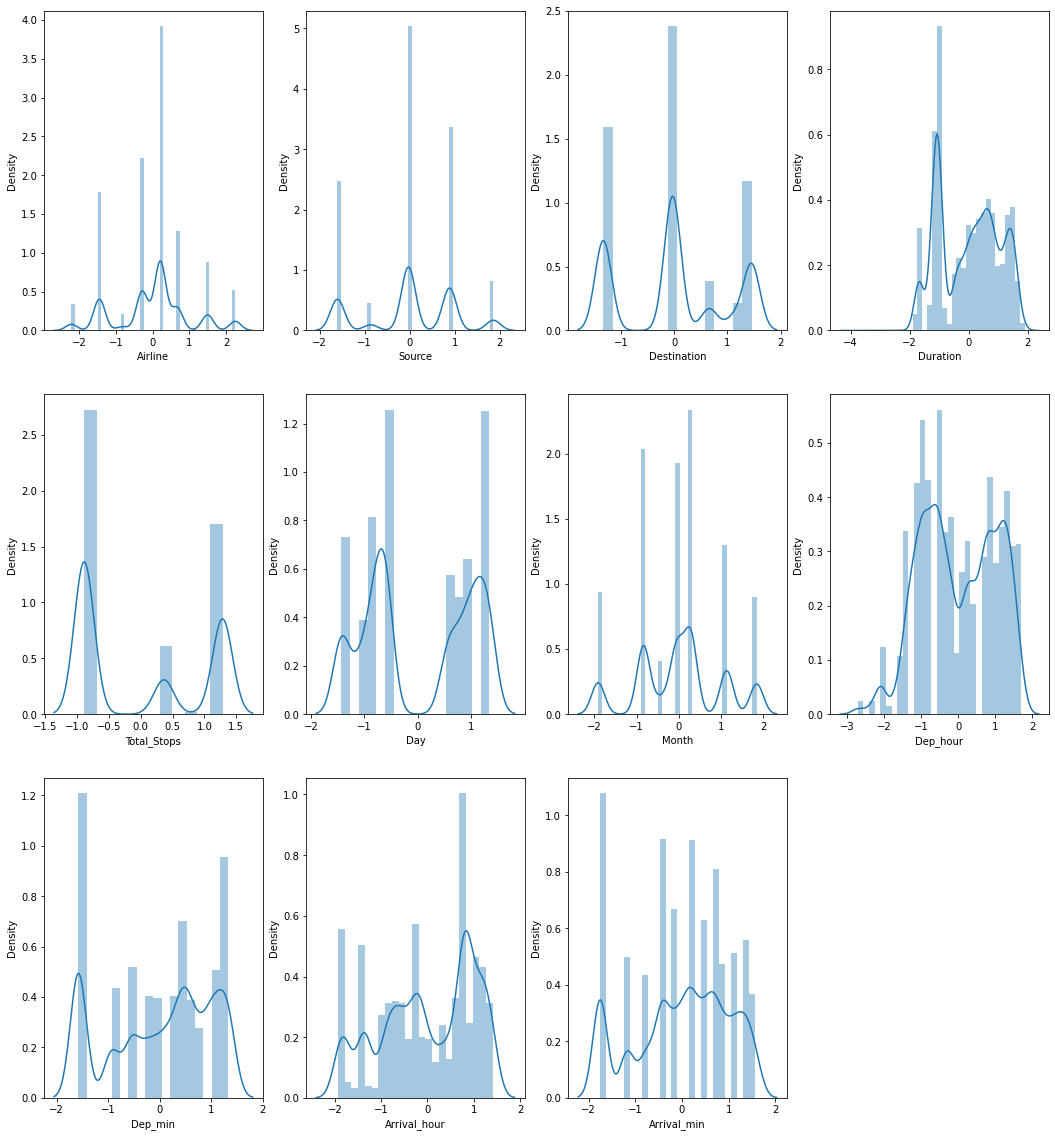 4.0
3.5
3.0
2.5
2.0
1.5
1.0
0.5
0.0
Density
−2 −1 0 1 2
Airline
5
4
3
2
1
0
Density
−2 −1 0 1 2
Source
2.5
2.0
1.5
1.0
0.5
0.0
Density
−1 0 1 2
Destination
0.8
0.6
0.4
0.2
0.0
Density
−4 −2 0 2
Duration
2.5
2.0
1.5
1.0
0.5
0.0
Density
−1.5 −1.0 −0.5 0.0 0.5 1.0 1.5
Total_Stops
1.2
1.0
0.8
0.6
0.4
0.2
0.0
Density
−2 −1 0 1
Day
2.0
1.5
1.0
0.5
0.0
Density
−2 −1 0 1 2
Month
0.5
0.4
0.3
0.2
0.1
0.0
Density
−3 −2 −1 0 1 2
Dep_hour
1.2
1.0
0.8
0.6
0.4
0.2
0.0
Density
−2 −1 0 1 2
Dep_min
1.0
0.8
0.6
0.4
0.2
0.0
Density
−2 −1 0 1 2
Arrival_hour
1.0
0.8
0.6
0.4
0.2
0.0
Density
−2 −1 0 1 2
Arrival_min